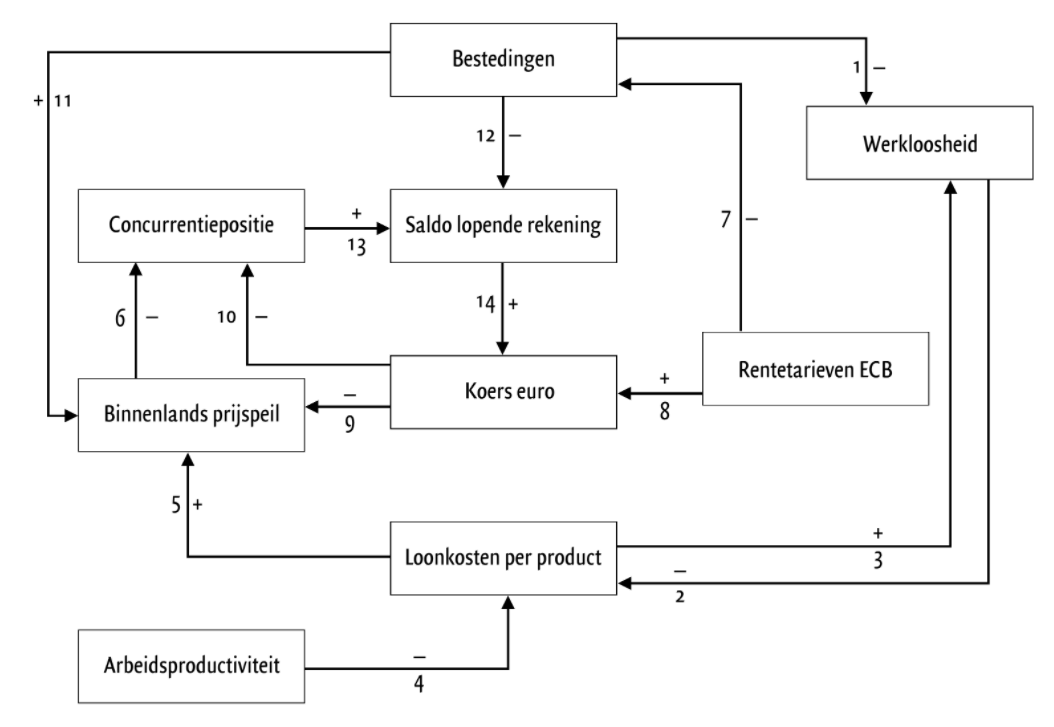 Bestedingen
1 –
+ 11
12 –
Werkloosheid
Concurrentiepositie
+
13
Saldo lopende rekening
7 –
6 –
10 –
14 +
Rentetarieven ECB
Koers euro
+
8
–
9
Binnenlands prijspeil
5 +
Loonkosten per product
+
3
–
2
Arbeidsproductiviteit
–
4